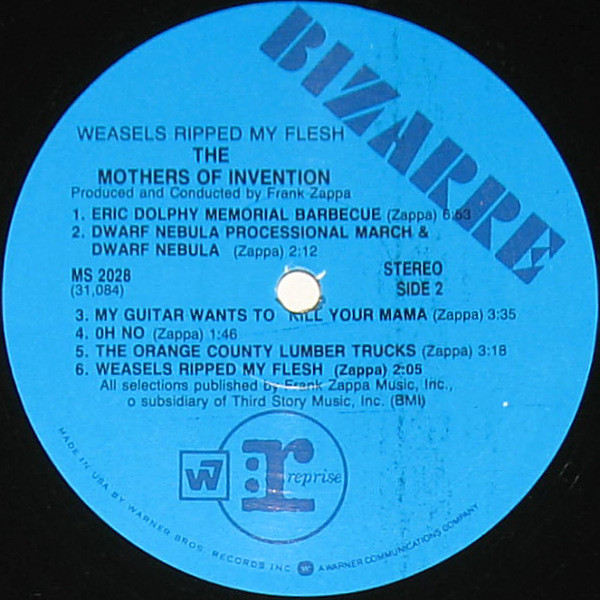 BIZARRE
WEASELS RIPPED MY FLESH
THE
MOTHERS OF INVENTION
Produced and Conducted by Frank Zappa
1. ERIC DOLPHY MEMORIAL BARBECUE (Zappa) 6:53
2. DWARF NEBULA PROCESSIONAL MARCH &
DWARF NEBULA (Zappa) 2:12
MS 2028
(31,084)
STEREO
SIDE 2
3. MY GUITAR WANTS TO KILL YOUR MAMA (Zappa) 3:35
4. 0H NO (Zappa) 1:46
5. THE ORANGE COUNTY LUMBER TRUCKS (Zappa) 3:18
6. WEASELS RIPPED MY FLESH (Zappa) 2:05
All selections published by Frank Zappa Music, Inc.,
o subsidiary of Third Story Music, Inc. (BMI)
W7
r reprise
MADE IN USA BY WARNER BROS. RECORDS INC. A WARNER COMMUNICATIONS COMPANY